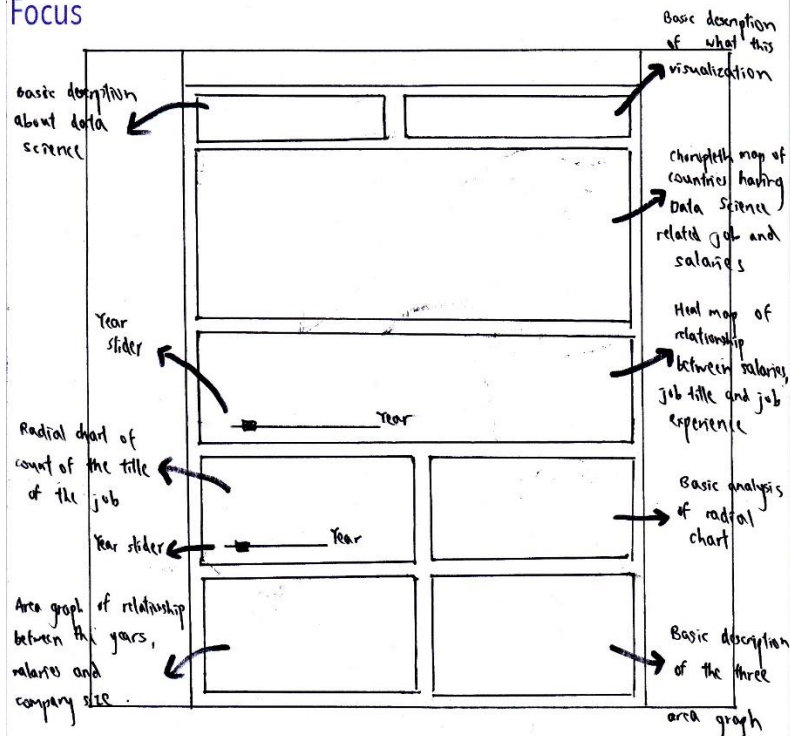 Focus
Basic description
of what this
visualization
Basic description
about data
science
choropleth map of
countries having
Data Science
related job and
salaries
Year
slider
Heat map of
relationship
between salaries,
job title and job
experience
Year
Radial chart of
count of the title
of the job
Basic analysis
of radial
chart
Year slider
Year
Area graph of relationship
between the years,
salaries and
company size.
Basic description
of the three
area graph